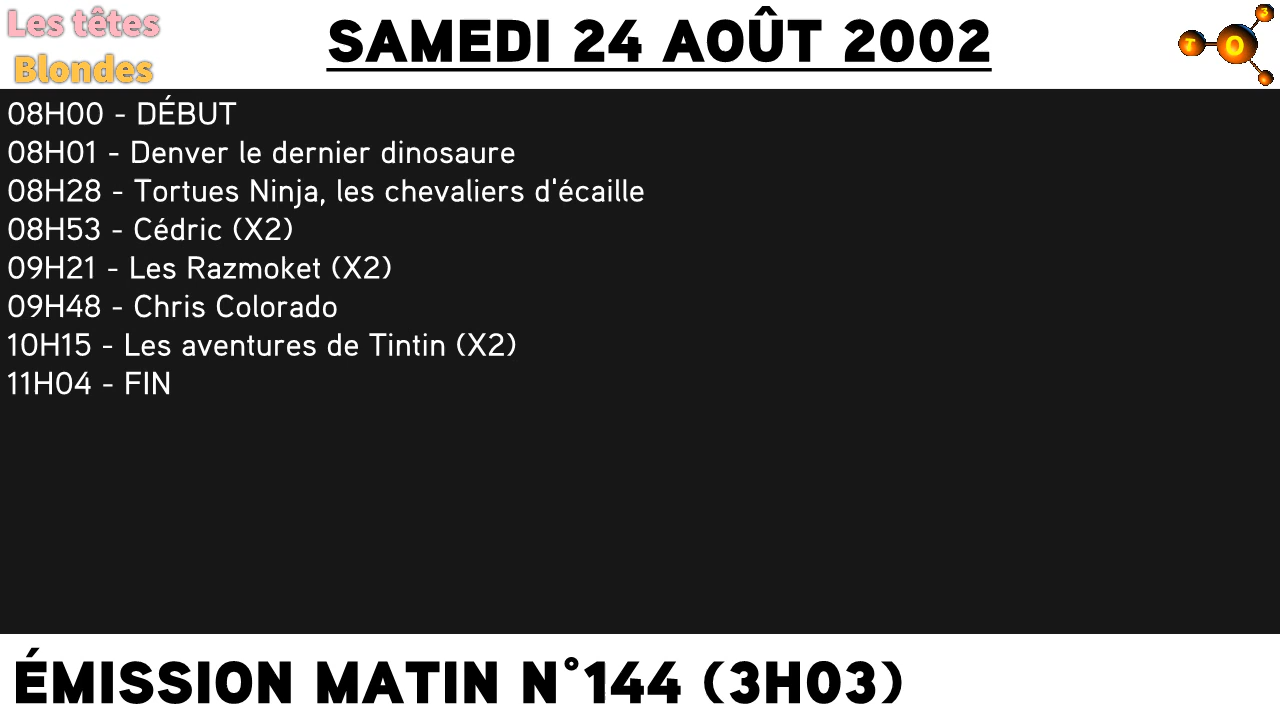 Les têtes
Blondes
SAMEDI 24 AOÛT 2002
T O 3
08H00 - DÉBUT
08H01 - Denver le dernier dinosaure
08H28 - Tortues Ninja, les chevaliers d'écaille
08H53 - Cédric (X2)
09H21 - Les Razmoket (X2)
09H48 - Chris Colorado
10H15 - Les aventures de Tintin (X2)
11H04 - FIN
ÉMISSION MATIN N°144 (3H03)